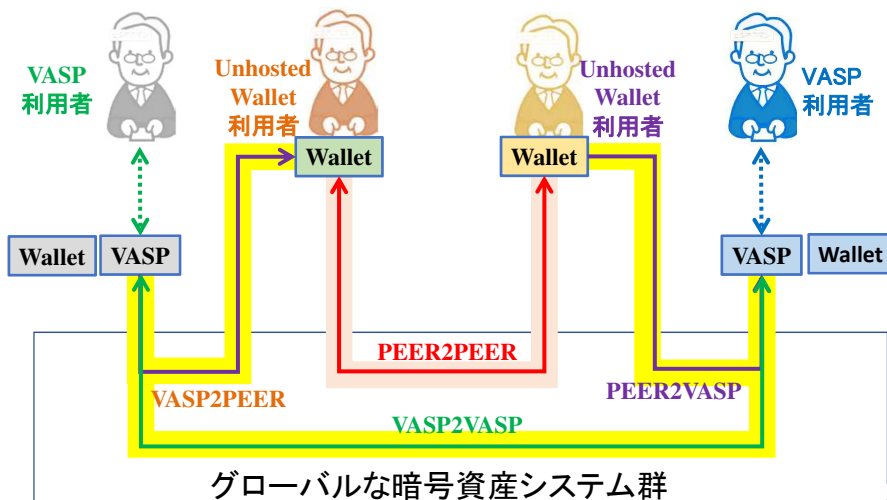 VASP
利用者
Unhosted
Wallet
利用者
Unhosted
Wallet
利用者
VASP
利用者
Wallet
Wallet
Wallet
VASP
VASP
Wallet
PEER2PEER
VASP2PEER
PEER2VASP
VASP2VASP
グローバルな暗号資産システム群